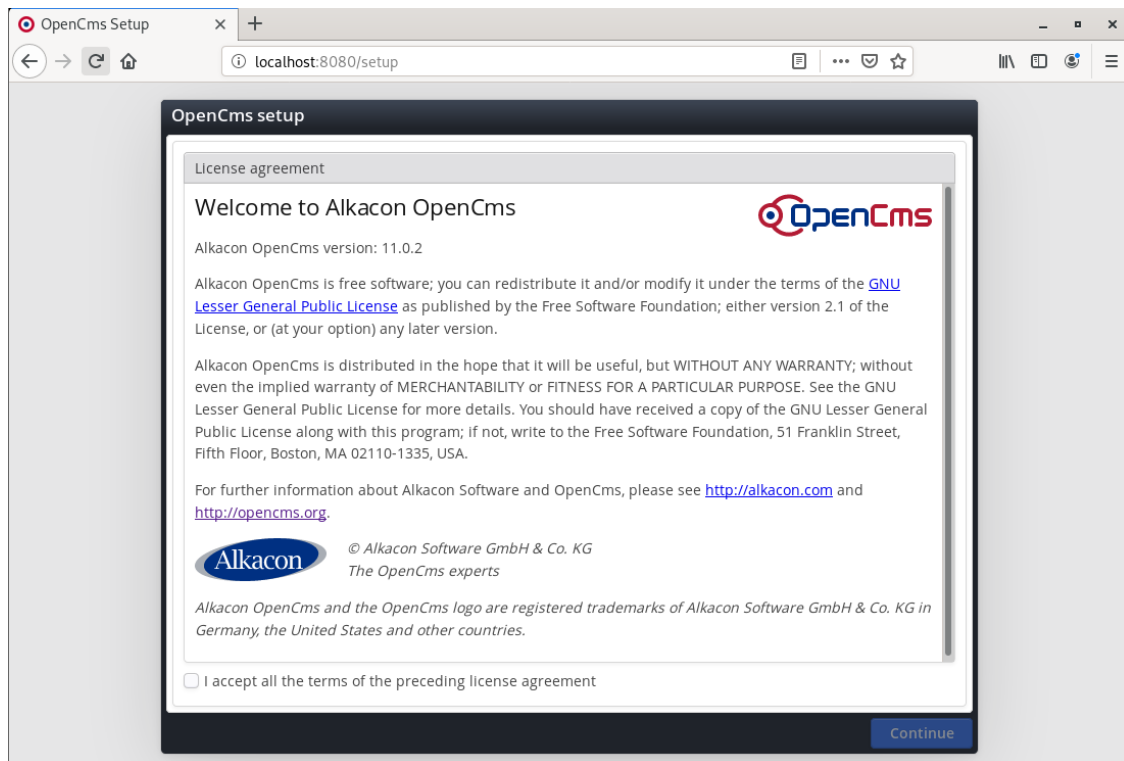 OpenCms Setup
localhost:8080/setup
OpenCms setup
License agreement
Welcome to Alkacon OpenCms
OpenCms
Alkacon OpenCms version: 11.0.2
Alkacon OpenCms is free software; you can redistribute it and/or modify it under the terms of the GNU
Lesser General Public License as published by the Free Software Foundation; either version 2.1 of the
License, or (at your option) any later version.
Alkacon OpenCms is distributed in the hope that it will be useful, but WITHOUT ANY WARRANTY; without
even the implied warranty of MERCHANTABILITY or FITNESS FOR A PARTICULAR PURPOSE. See the GNU
Lesser General Public License for more details. You should have received a copy of the GNU Lesser General
Public License along with this program; if not, write to the Free Software Foundation, 51 Franklin Street,
Fifth Floor, Boston, MA 02110-1335, USA.
For further information about Alkacon Software and OpenCms, please see http://alkacon.com and
http://opencms.org.
Alkacon
© Alkacon Software GmbH & Co. KG
The OpenCms experts
Alkacon OpenCms and the OpenCms logo are registered trademarks of Alkacon Software GmbH & Co. KG in
Germany, the United States and other countries.
I accept all the terms of the preceding license agreement
Continue